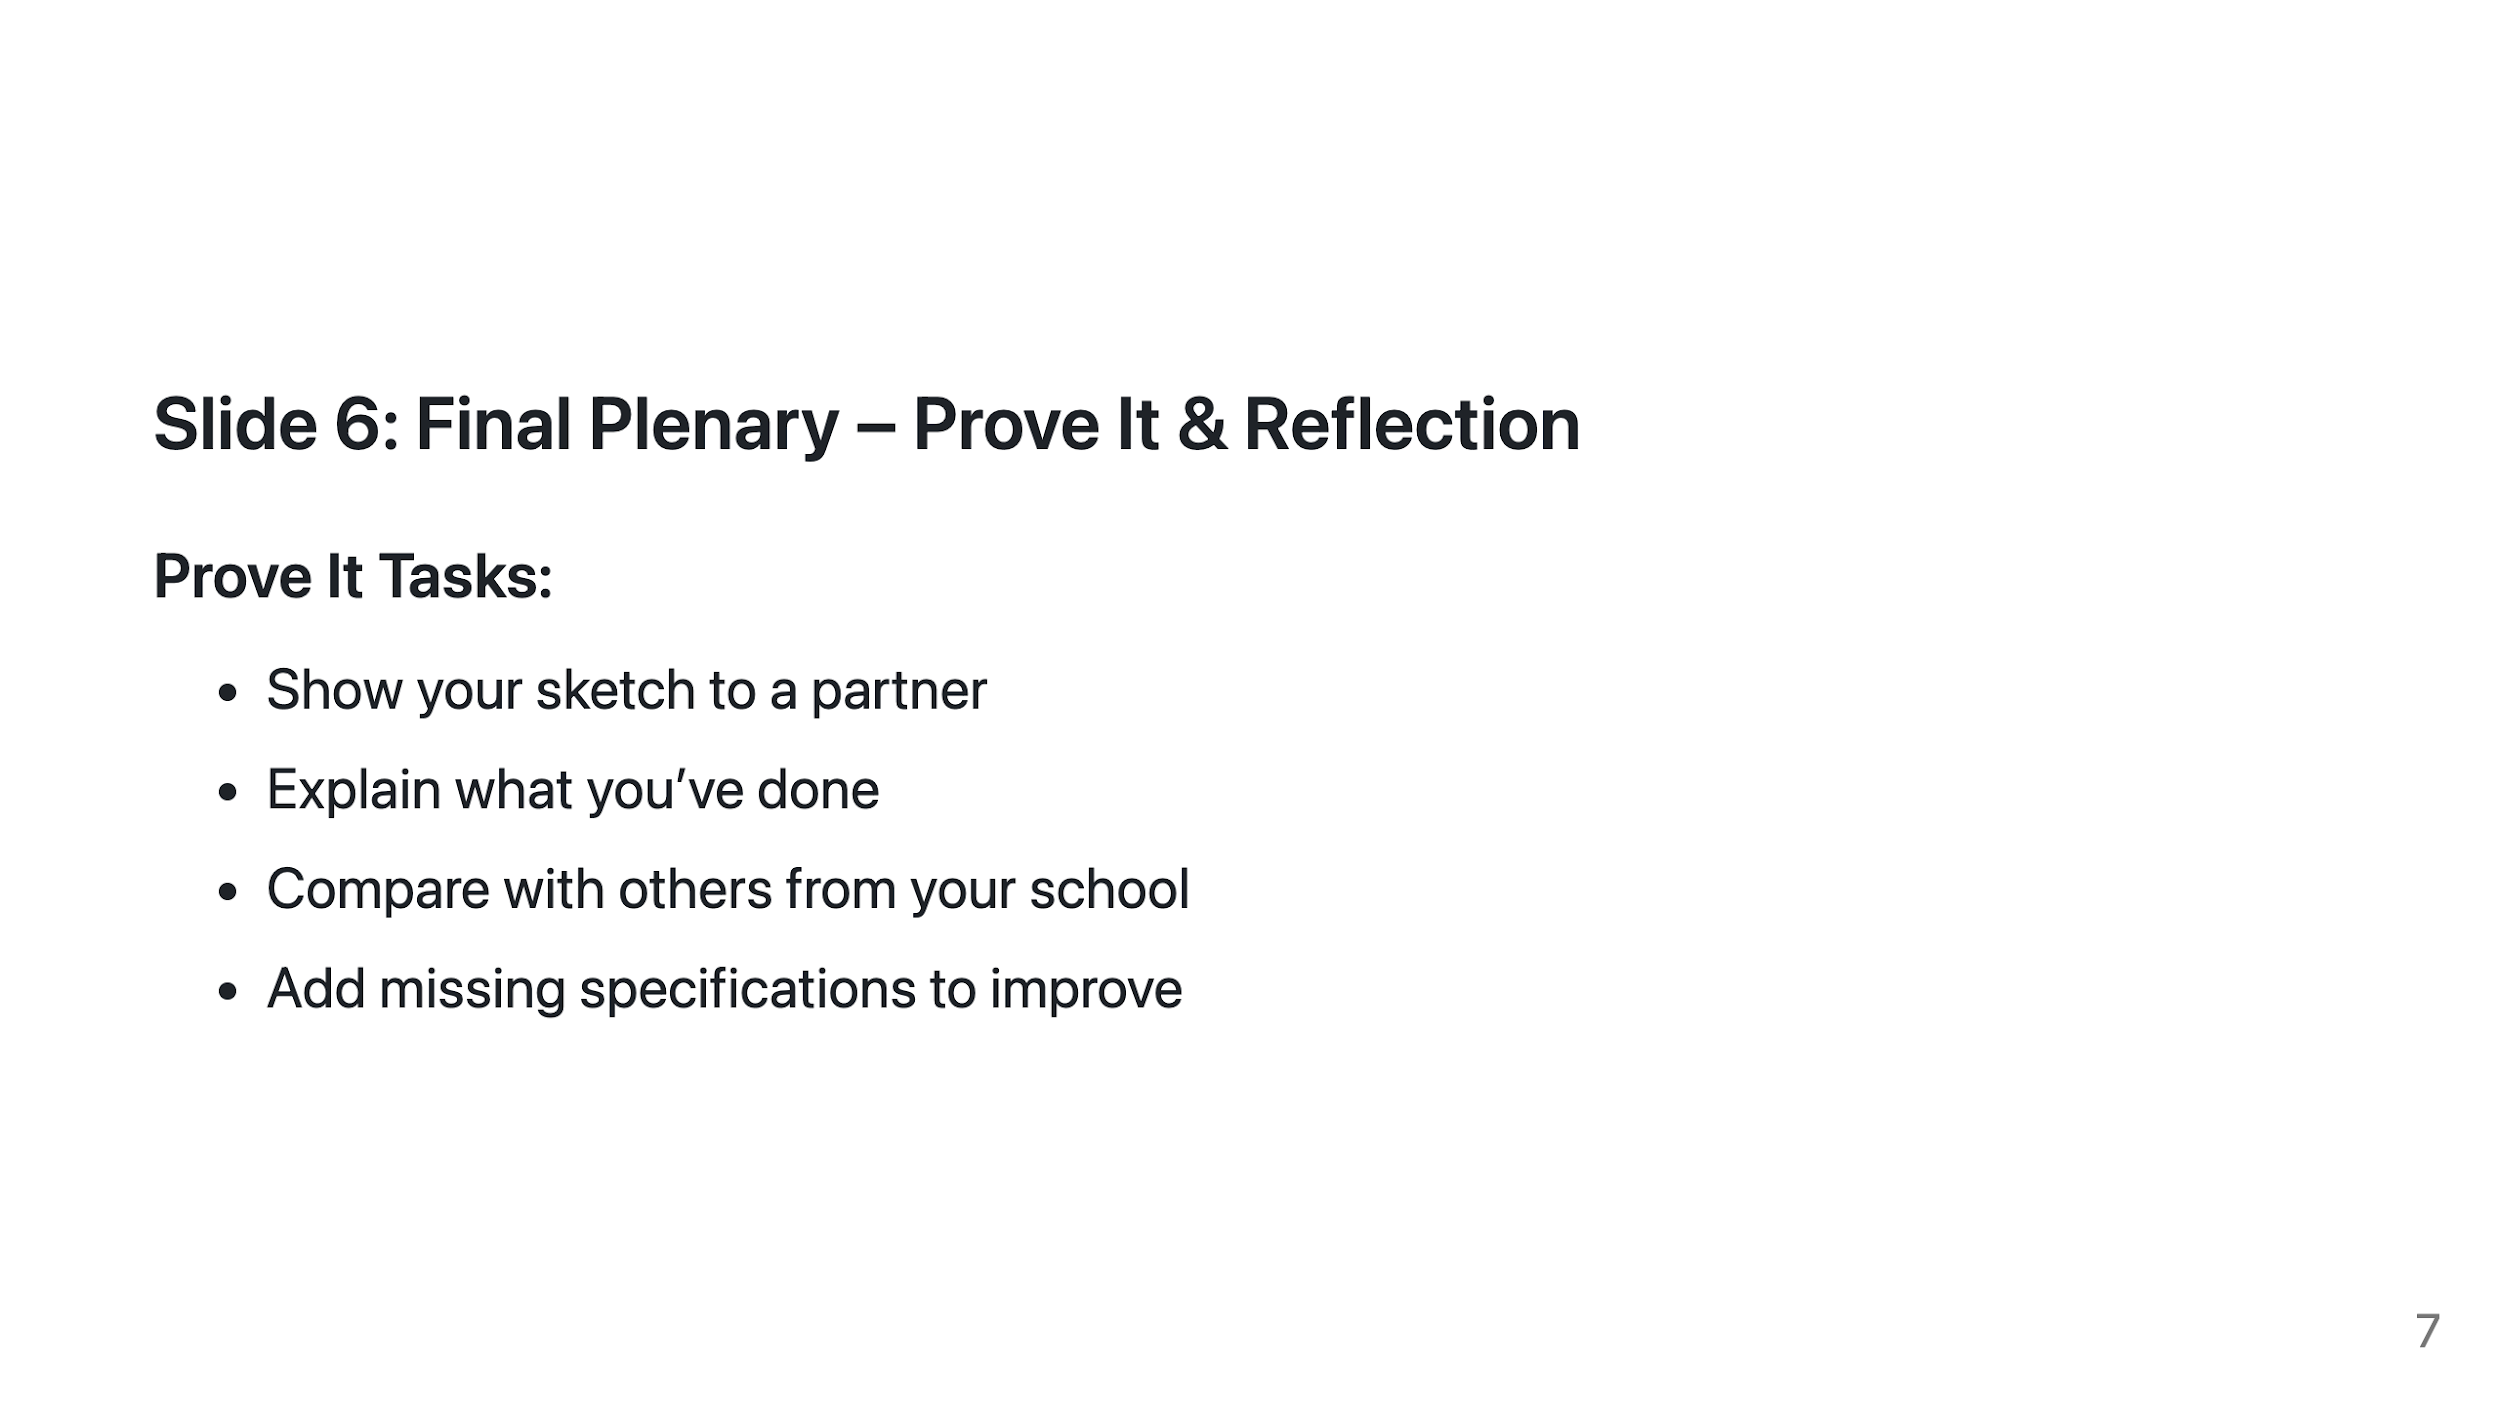 Slide 6: Final Plenary – Prove It & Reflection
Prove It Tasks:
• Show your sketch to a partner
• Explain what you’ve done
• Compare with others from your school
• Add missing specifications to improve
7